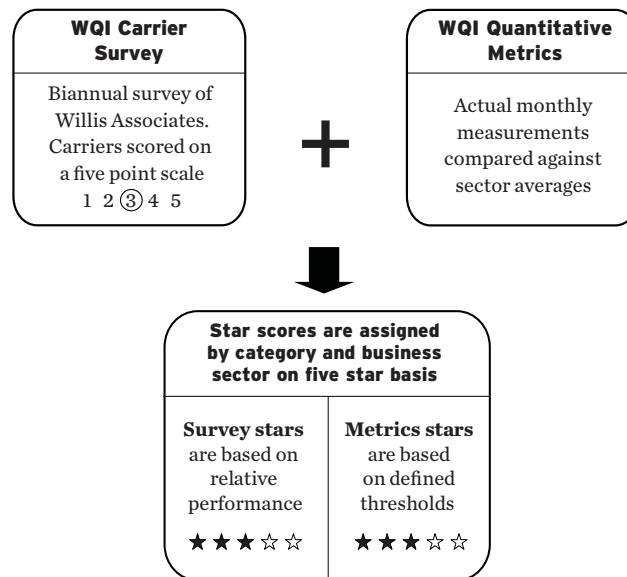 WQI Carrier
Survey
Biannual survey of
Willis Associates.
Carriers scored on
a five point scale
1 2 3 4 5
WQI Quantitative
Metrics
Actual monthly
measurements
compared against
sector averages
Star scores are assigned
by category and business
sector on five star basis
Survey stars
are based on
relative
performance
★★★☆☆
Metrics stars
are based
on defined
thresholds
★★★☆☆